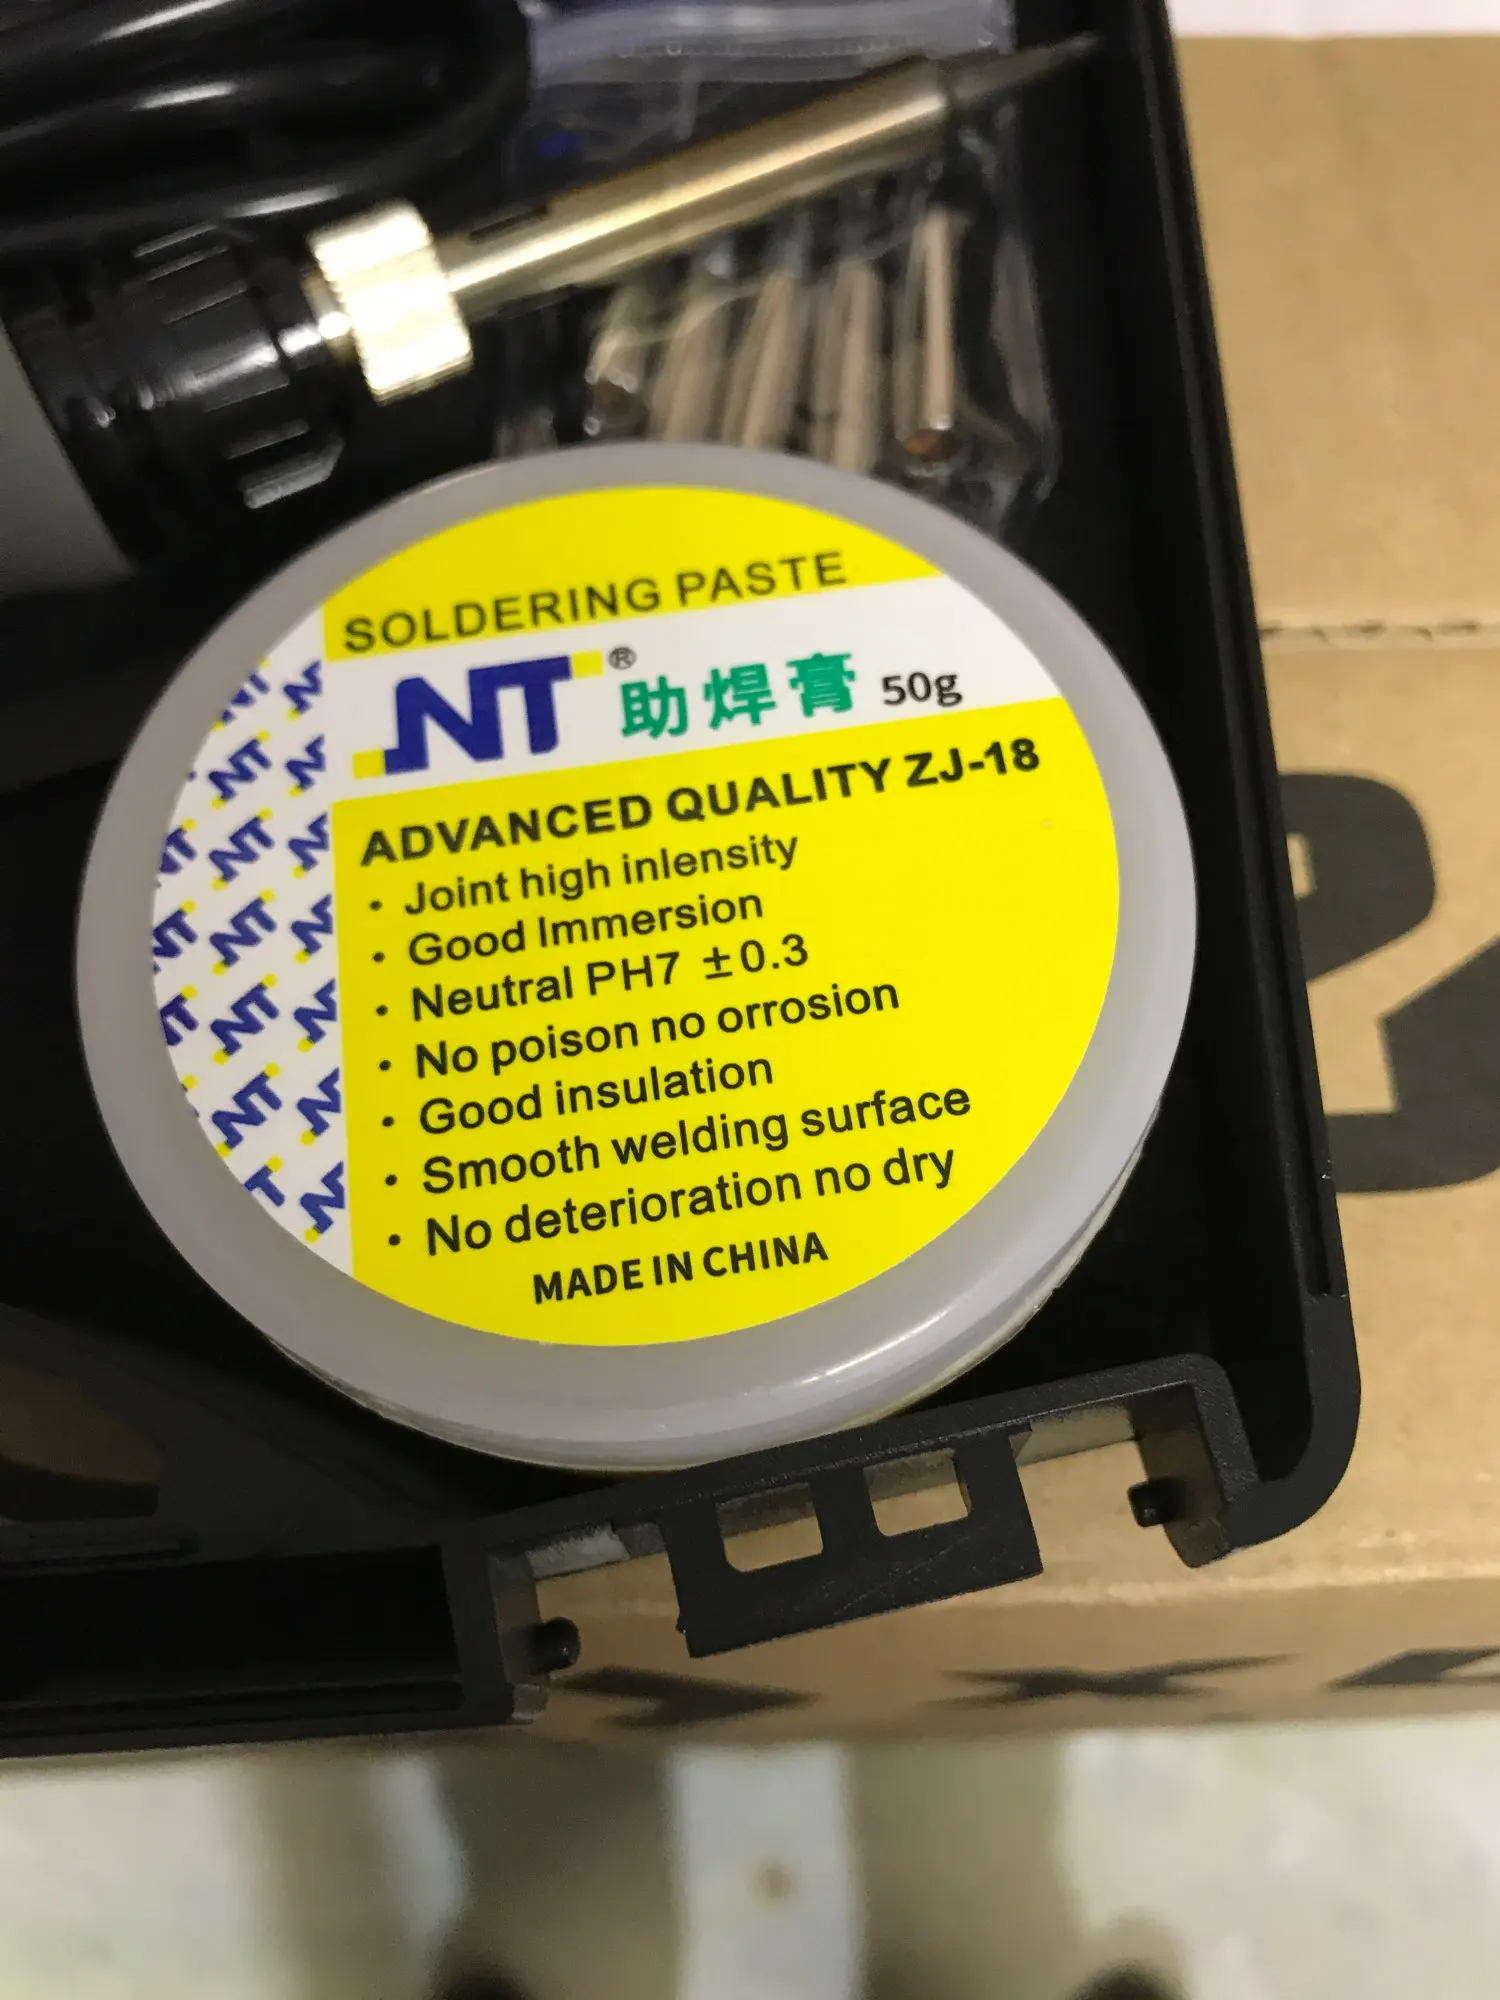 SOLDERING PASTE
NT® 助焊膏 50g
ADVANCED QUALITY ZJ-18
• Joint high inlensity
• Good Immersion
• Neutral PH7 ±0.3
• No poison no orrosion
• Good insulation
• Smooth welding surface
• No deterioration no dry
MADE IN CHINA